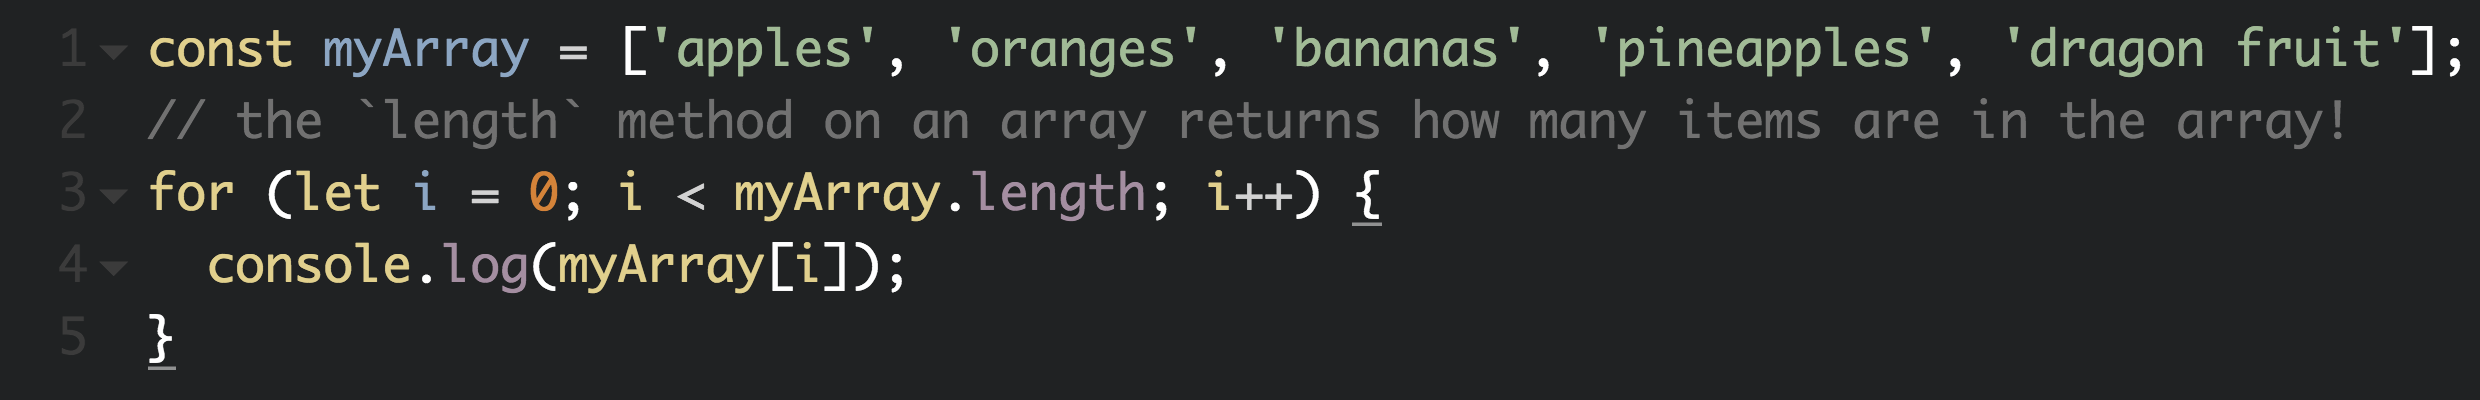 1 const myArray = ['apples', 'oranges', 'bananas', 'pineapples', 'dragon fruit'];
2 // the `length` method on an array returns how many items are in the array!
3 for (let i = 0; i < myArray.length; i++) {
4   console.log(myArray[i]);
5 }